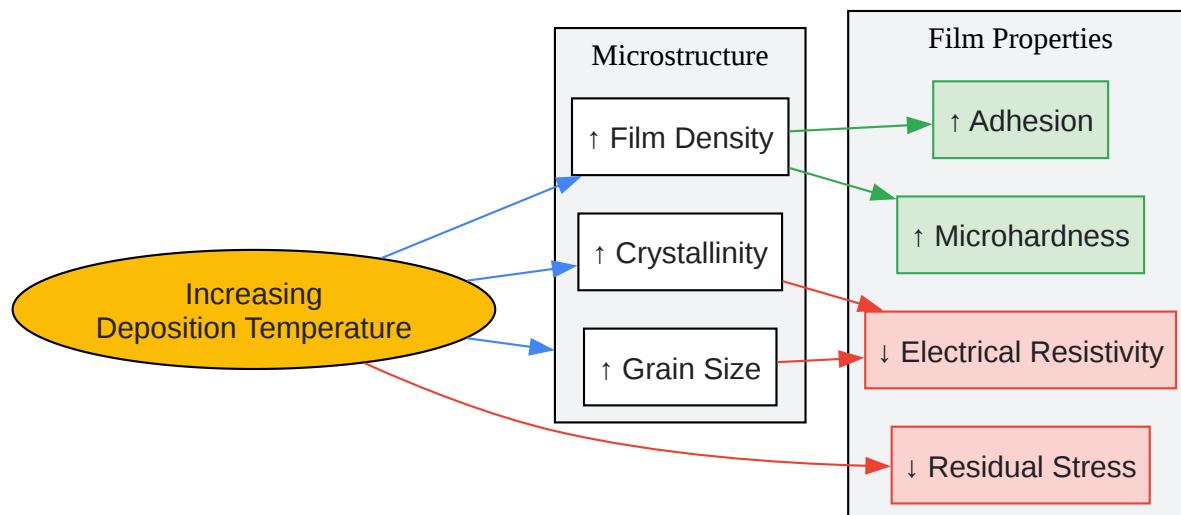 Increasing
Deposition Temperature
Microstructure
↑ Film Density
↑ Crystallinity
↑ Grain Size
Film Properties
↑ Adhesion
↑ Microhardness
↓ Electrical Resistivity
↓ Residual Stress